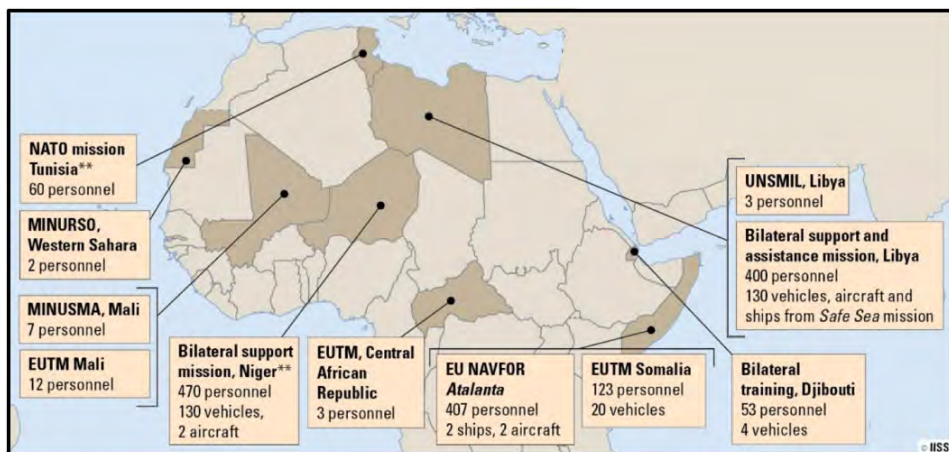 NATO mission
Tunisia**
60 personnel
MINURSO,
Western Sahara
2 personnel
MINUSMA, Mali
7 personnel
EUTM Mali
12 personnel
Bilateral support
mission, Niger**
470 personnel
130 vehicles,
2 aircraft
EUTM, Central
African
Republic
3 personnel
EU NAVFOR
Atalanta
407 personnel
2 ships, 2 aircraft
EUTM Somalia
123 personnel
20 vehicles
UNSMIL, Libya
3 personnel
Bilateral support and
assistance mission, Libya
400 personnel
130 vehicles, aircraft and
ships from Safe Sea mission
Bilateral
training, Djibouti
53 personnel
4 vehicles
© IISS